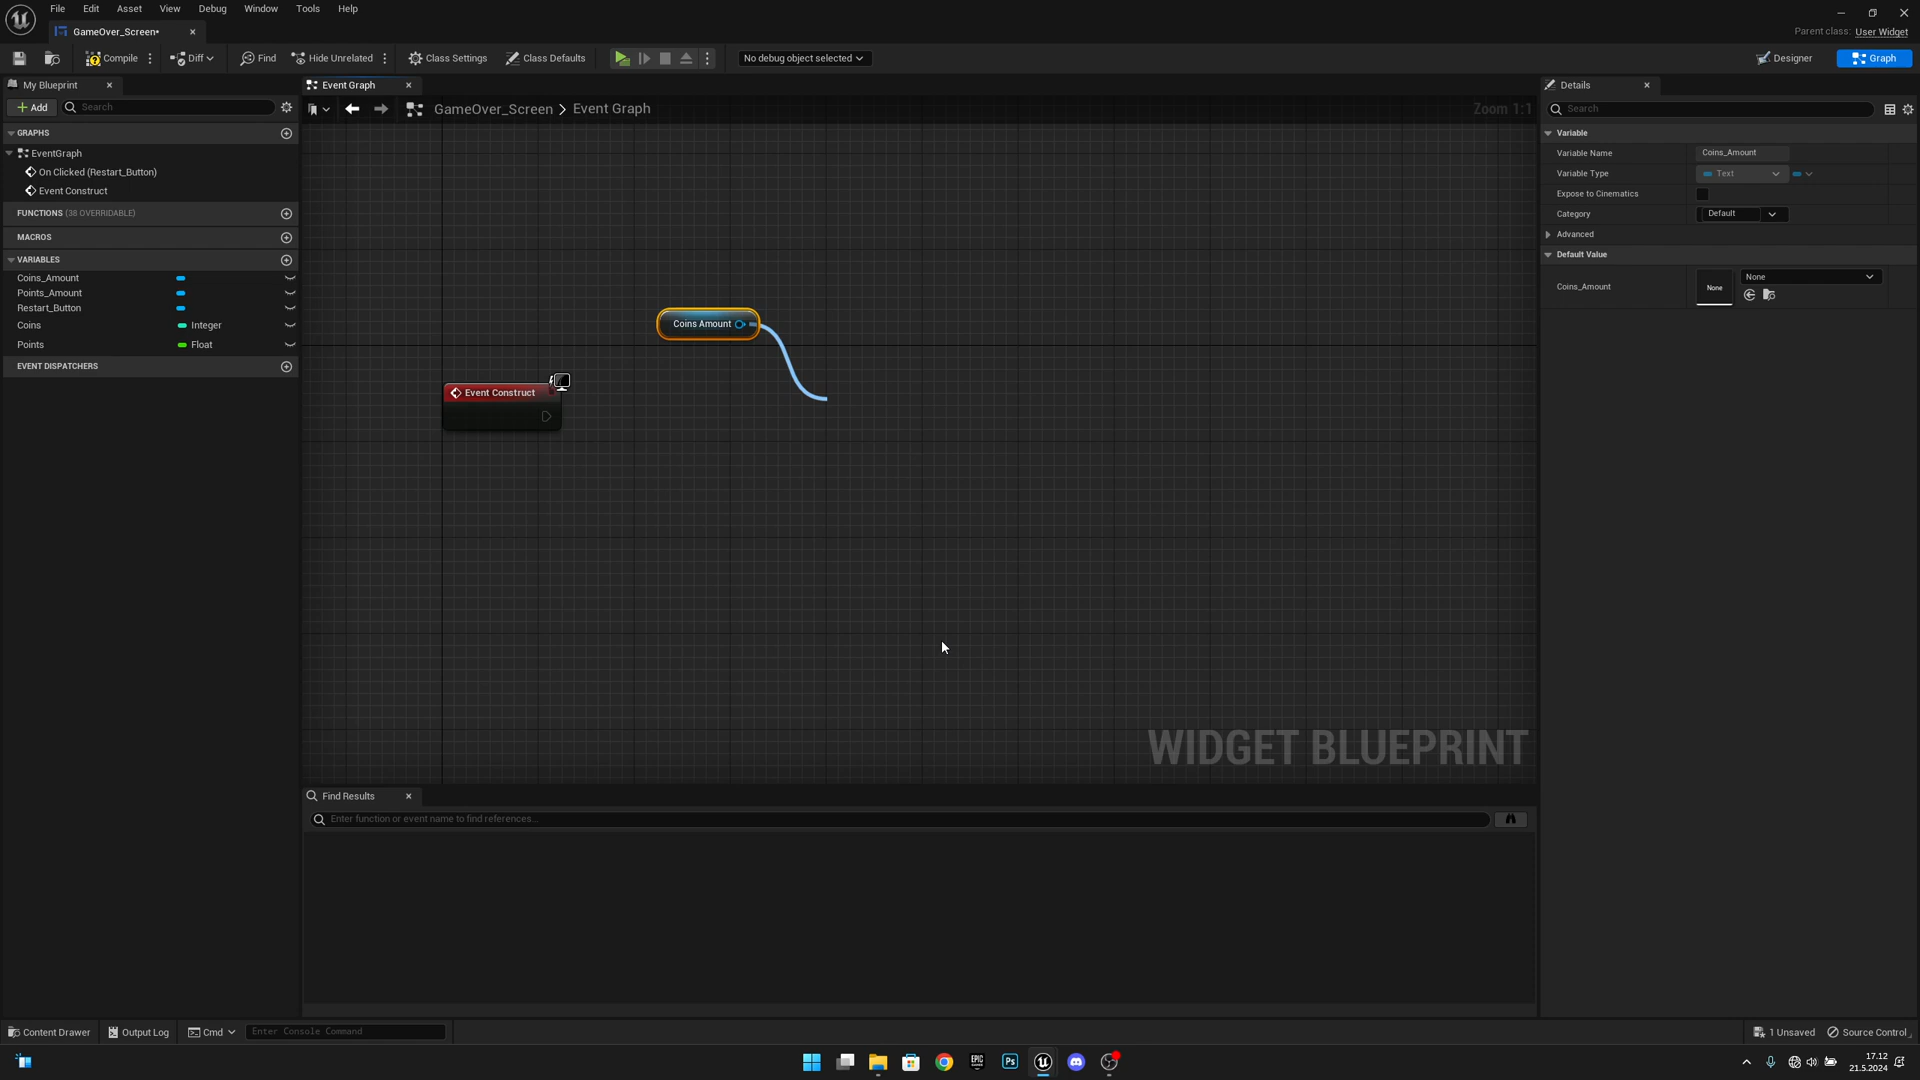 File Edit Asset View Window Debug Tools Help
GameOver_Screen•
Parent class: User Widget
Compile Diff Find Hide Unrelated Class Settings Class Defaults No debug object selected Designer Graph
My Blueprint Event Graph Details
Add Search GameOver_Screen > Event Graph Zoom 1:1 Search
GRAPHS
EventGraph
On Clicked (Restart_Button)
Event Construct
FUNCTIONS (38 OVERRIDABLE)
MACROS
VARIABLES
Coins_Amount
Points_Amount
Restart_Button
Coins Integer
Points Float
EVENT DISPATCHERS
Coins Amount
Event Construct
WIDGET BLUEPRINT
Variable
Variable Name Coins_Amount
Variable Type Text
Expose to Cinematics
Category Default
Advanced
Default Value
Coins_Amount None None
Find Results
Enter function or event name to find references...
Content Drawer Output Log Cmd Enter Console Command 1 Unsaved Source Control
EPIC GAMES Ps
17.12
21.5.2024